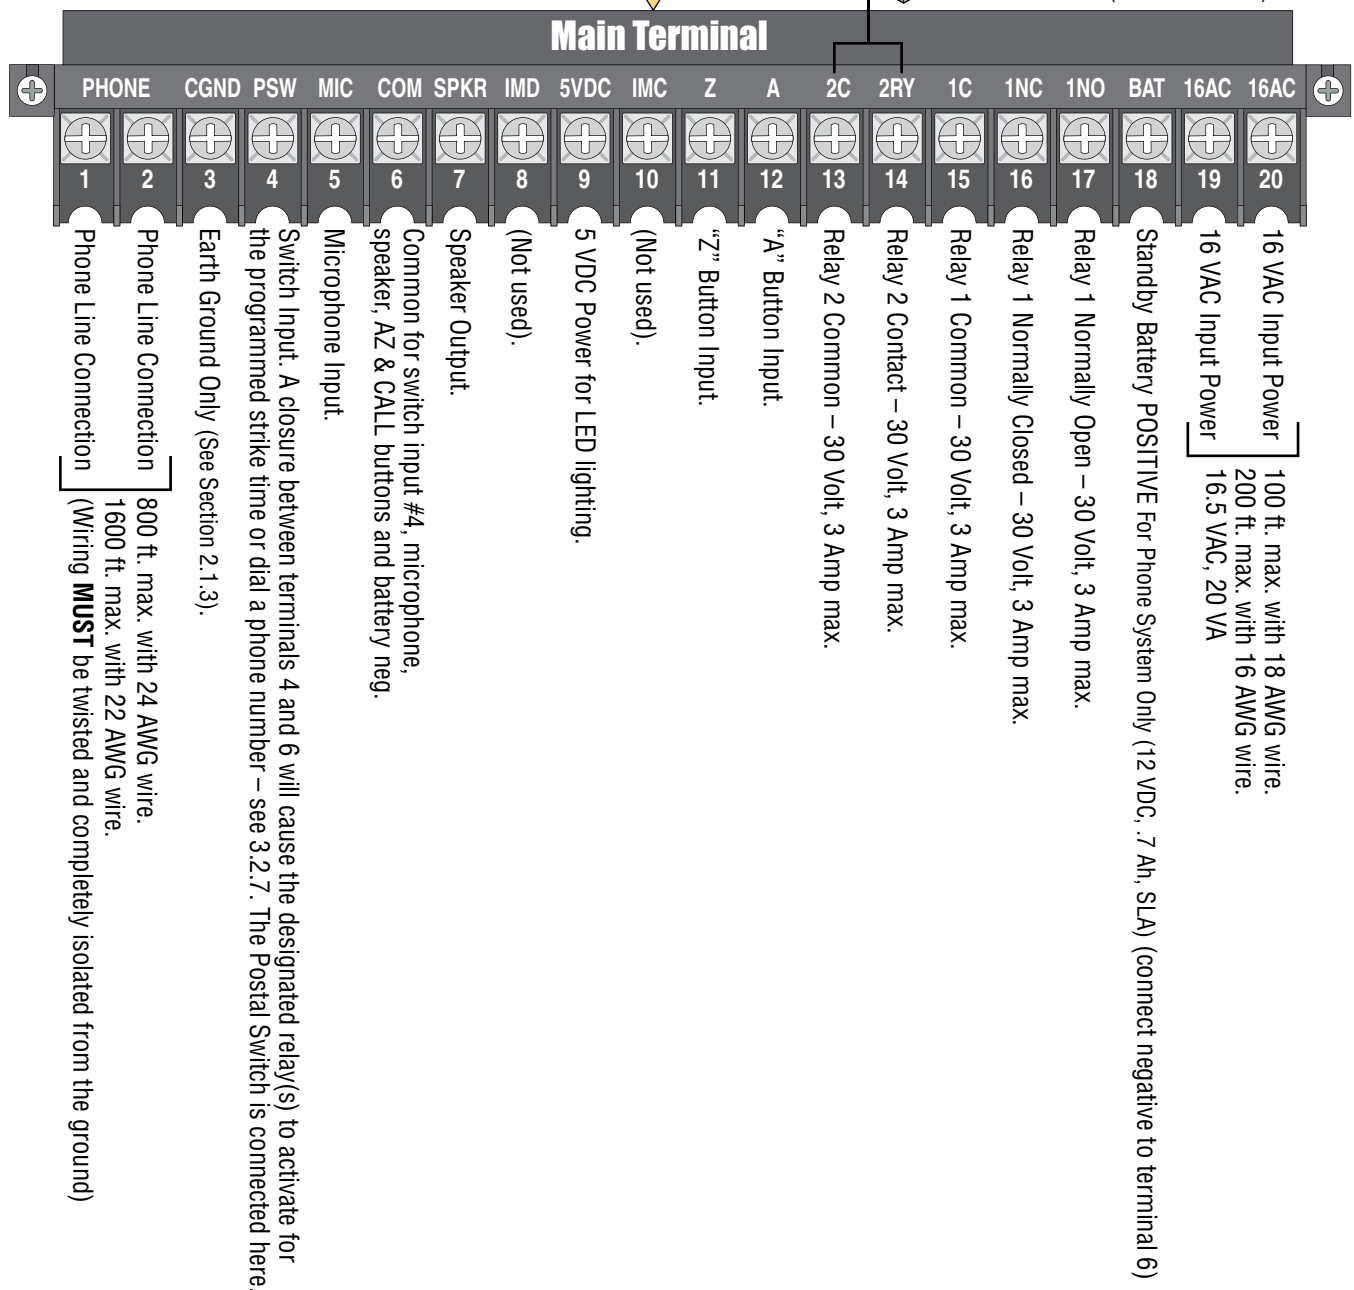 Main Terminal
PHONE CGND PSW MIC COM SPKR IMD 5VDC IMC Z A 2C 2RY 1C 1NC 1NO BAT 16AC 16AC
1 2 3 4 5 6 7 8 9 10 11 12 13 14 15 16 17 18 19 20
Phone Line Connection
Phone Line Connection
800 ft. max. with 24 AWG wire.
1600 ft. max. with 22 AWG wire.
(Wiring MUST be twisted and completely isolated from the ground)
Earth Ground Only (See Section 2.1.3).
Switch Input. A closure between terminals 4 and 6 will cause the designated relay(s) to activate for
the programmed strike time or dial a phone number – see 3.2.7. The Postal Switch is connected here.
Microphone Input.
Common for switch input #4, microphone,
speaker, AZ & CALL buttons and battery neg.
Speaker Output.
(Not used).
5 VDC Power for LED lighting.
(Not used).
“Z” Button Input.
“A” Button Input.
Relay 2 Common – 30 Volt, 3 Amp max.
Relay 2 Contact – 30 Volt, 3 Amp max.
Relay 1 Common – 30 Volt, 3 Amp max.
Relay 1 Normally Closed – 30 Volt, 3 Amp max.
Relay 1 Normally Open – 30 Volt, 3 Amp max.
Standby Battery POSITIVE For Phone System Only (12 VDC, .7 Ah, SLA) (connect negative to terminal 6)
16 VAC Input Power
16 VAC Input Power
100 ft. max. with 18 AWG wire.
200 ft. max. with 16 AWG wire.
16.5 VAC, 20 VA